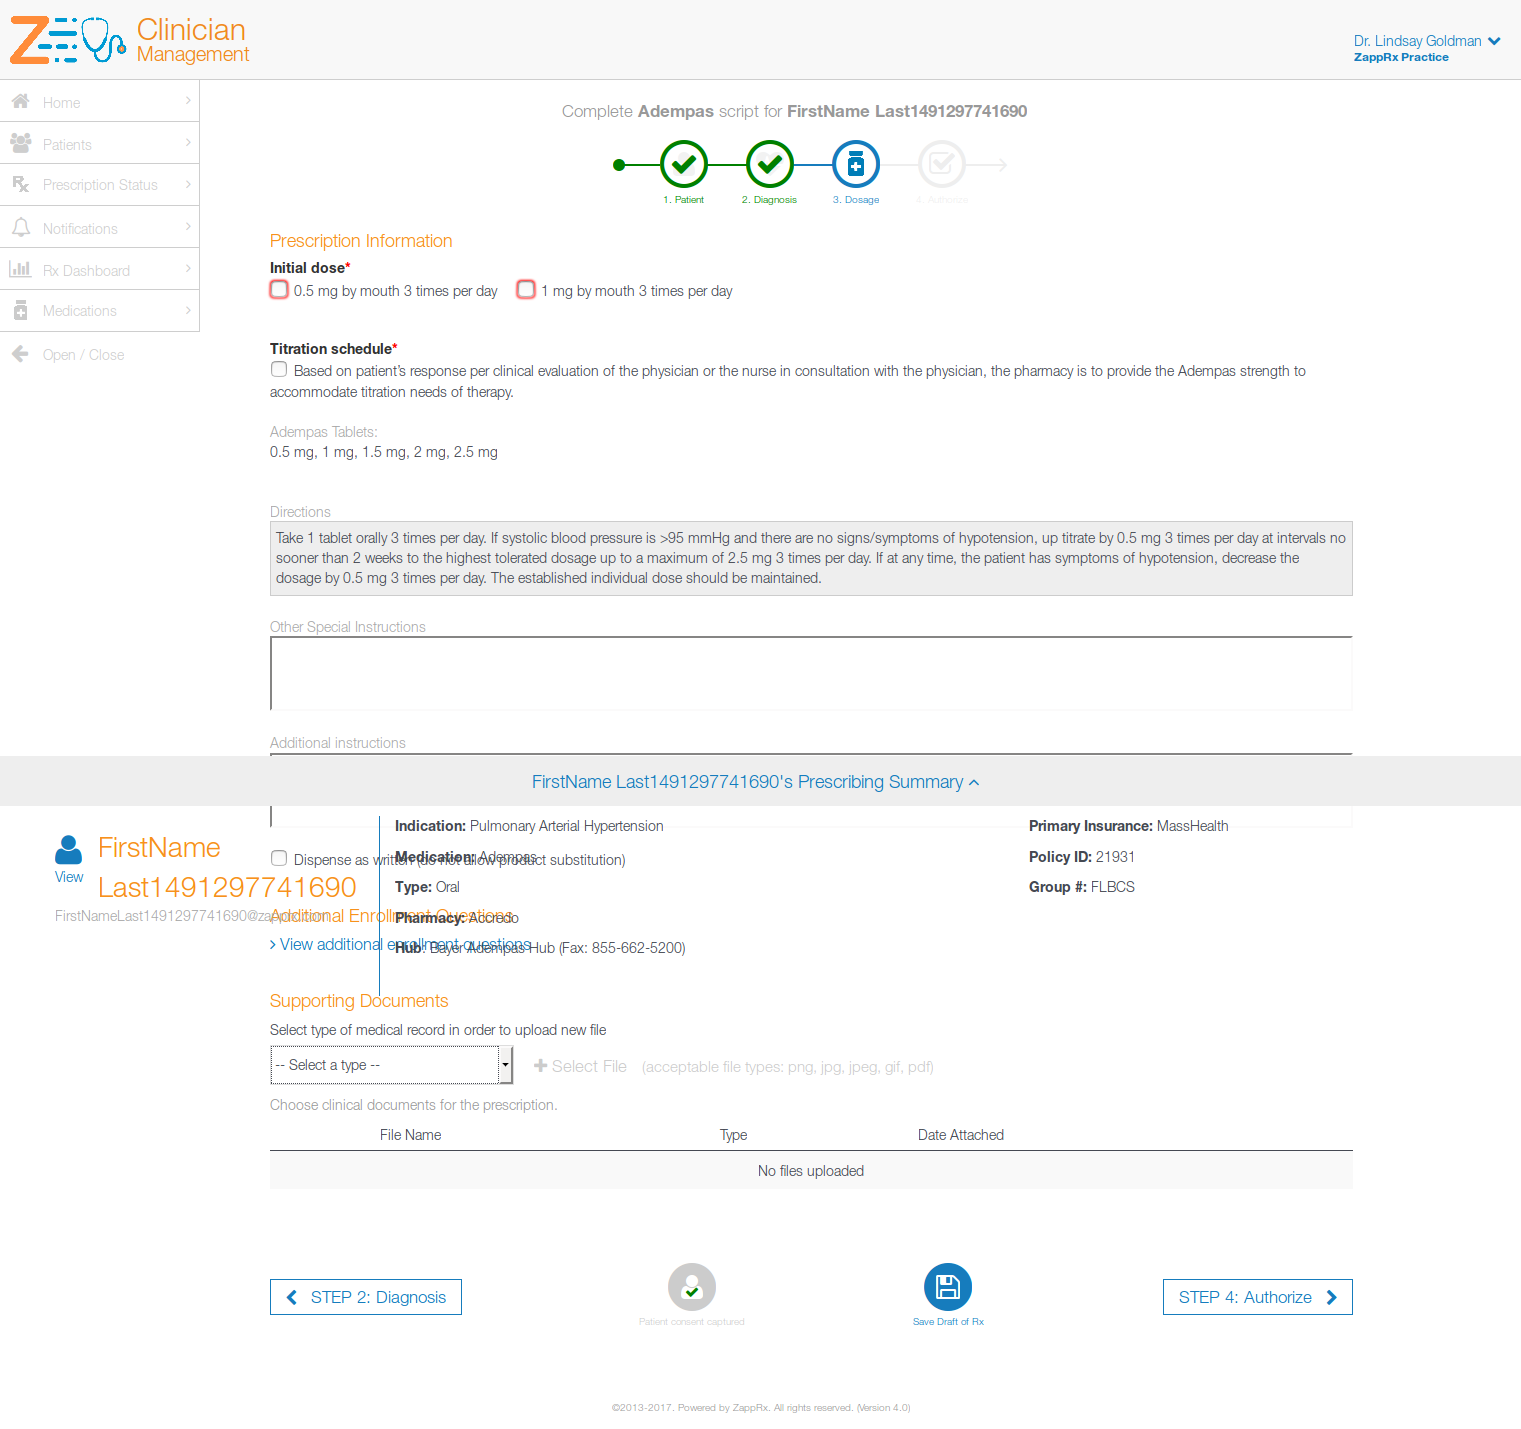 Clinician
Management
Dr. Lindsay Goldman
ZappRx Practice
Home
Patients
Prescription Status
Notifications
Rx Dashboard
Medications
Open / Close
Complete Adempas script for FirstName Last1491297741690
1. Patient
2. Diagnosis
3. Dosage
4. Authorize
Prescription Information
Initial dose*
0.5 mg by mouth 3 times per day
1 mg by mouth 3 times per day
Titration schedule*
Based on patient’s response per clinical evaluation of the physician or the nurse in consultation with the physician, the pharmacy is to provide the Adempas strength to
accommodate titration needs of therapy.
Adempas Tablets:
0.5 mg, 1 mg, 1.5 mg, 2 mg, 2.5 mg
Directions
Take 1 tablet orally 3 times per day. If systolic blood pressure is >95 mmHg and there are no signs/symptoms of hypotension, up titrate by 0.5 mg 3 times per day at intervals no
sooner than 2 weeks to the highest tolerated dosage up to a maximum of 2.5 mg 3 times per day. If at any time, the patient has symptoms of hypotension, decrease the
dosage by 0.5 mg 3 times per day. The established individual dose should be maintained.
Other Special Instructions
Additional instructions
FirstName Last1491297741690's Prescribing Summary
FirstName
Last1491297741690
View
FirstNameLast1491297741690@zapprx.com
Indication: Pulmonary Arterial Hypertension
Medication: Adempas
Type: Oral
Pharmacy: Accredo
Hub: Bayer Adempas Hub (Fax: 855-662-5200)
Primary Insurance: MassHealth
Policy ID: 21931
Group #: FLBCS
Dispense as written (do not allow product substitution)
Additional Enrollment Questions
View additional enrollment questions
Supporting Documents
Select type of medical record in order to upload new file
-- Select a type --
Select File (acceptable file types: png, jpg, jpeg, gif, pdf)
Choose clinical documents for the prescription.
File Name Type Date Attached
No files uploaded
STEP 2: Diagnosis
Patient consent captured
Save Draft of Rx
STEP 4: Authorize
©2013-2017. Powered by ZappRx. All rights reserved. (Version 4.0)